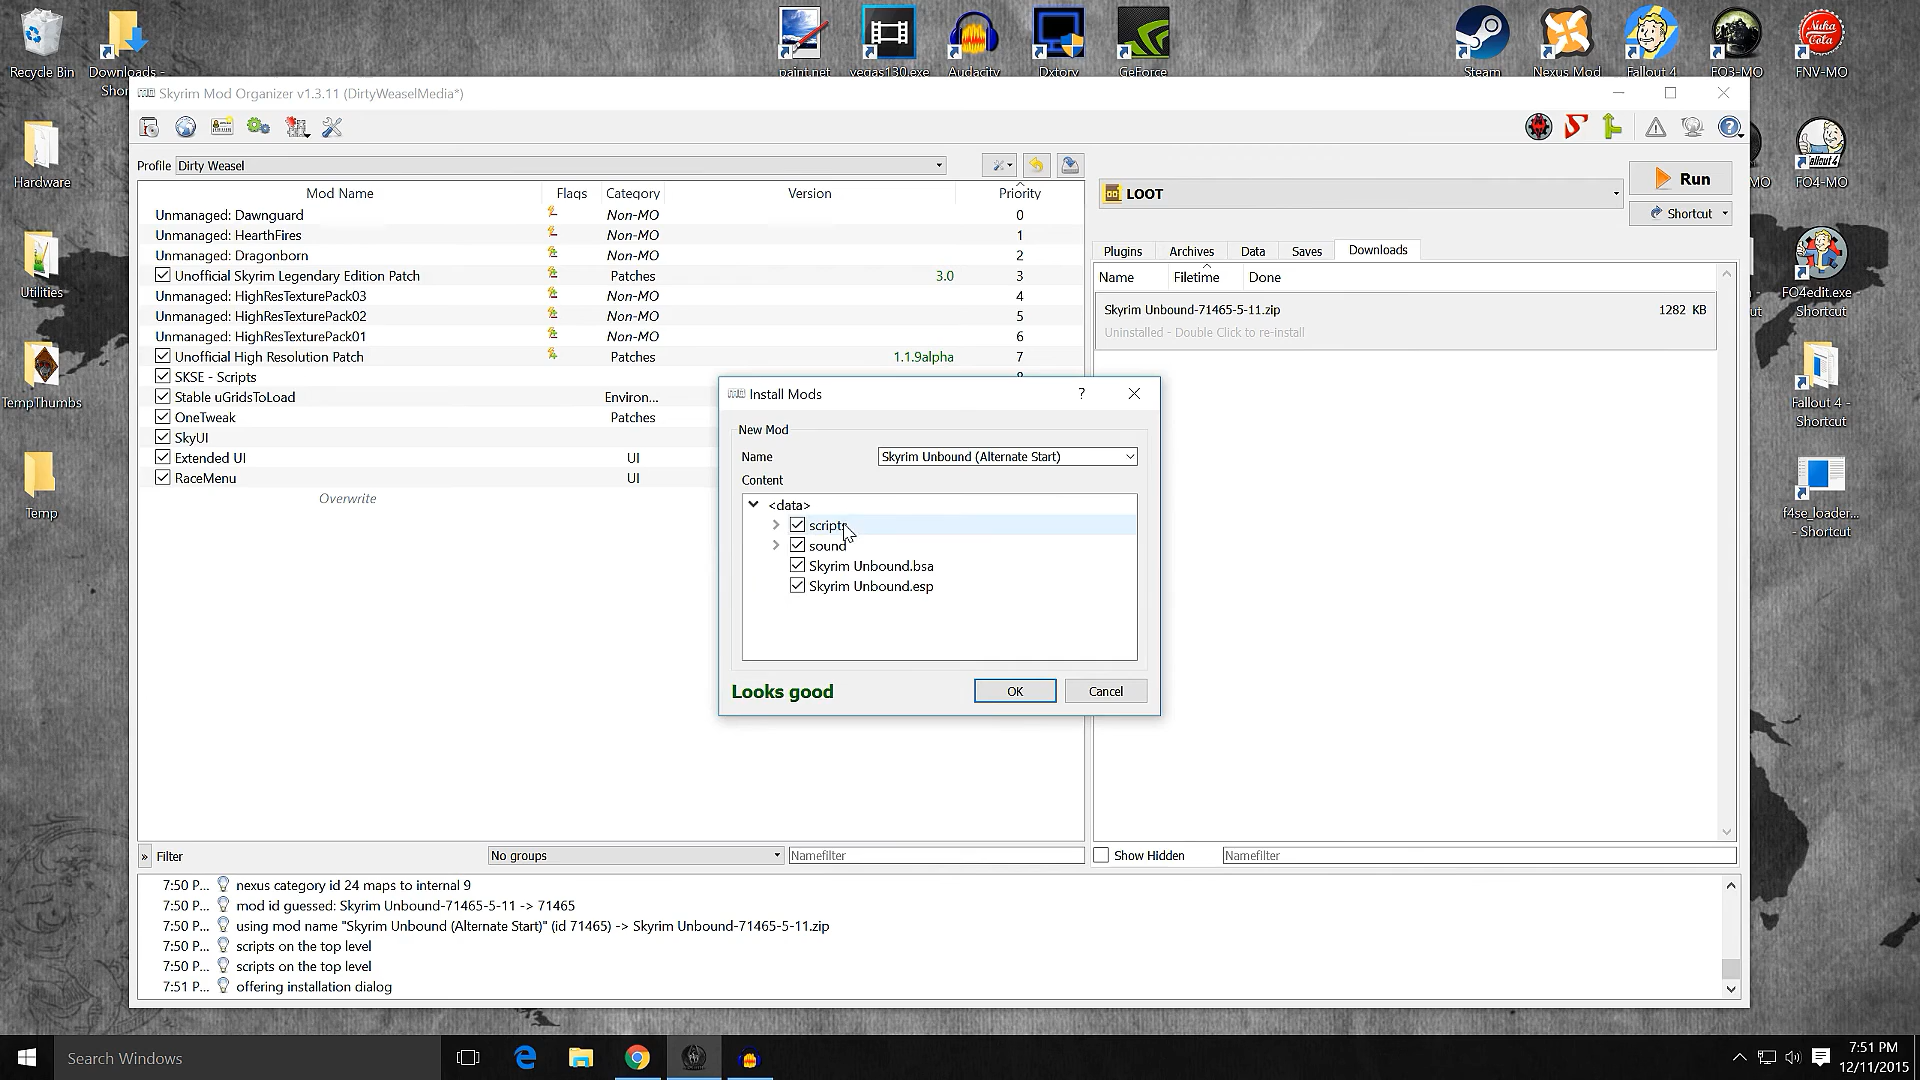 Recycle Bin
Downloads -
Shor
paint.net
vegas130.exe
Audacity
Dxtory
GeForce
Steam
Nexus Mod
Fallout 4
FO3-MO
FNV-MO
Skyrim Mod Organizer v1.3.11 (DirtyWeaselMedia*)
Hardware
Utilities
TempThumbs
Temp
Profile
Dirty Weasel
Mod Name
Flags
Category
Version
Priority
Unmanaged: Dawnguard
Non-MO
0
Unmanaged: HearthFires
Non-MO
1
Unmanaged: Dragonborn
Non-MO
2
Unofficial Skyrim Legendary Edition Patch
Patches
3.0
3
Unmanaged: HighResTexturePack03
Non-MO
4
Unmanaged: HighResTexturePack02
Non-MO
5
Unmanaged: HighResTexturePack01
Non-MO
6
Unofficial High Resolution Patch
Patches
1.1.9alpha
7
SKSE - Scripts
Stable uGridsToLoad
Environ...
OneTweak
Patches
SkyUI
Extended UI
UI
RaceMenu
UI
Overwrite
LOOT
Run
Shortcut
Plugins
Archives
Data
Saves
Downloads
Name
Filetime
Done
Skyrim Unbound-71465-5-11.zip
1282 KB
Uninstalled - Double Click to re-install
Install Mods
?
New Mod
Name
Skyrim Unbound (Alternate Start)
Content
<data>
scripts
sound
Skyrim Unbound.bsa
Skyrim Unbound.esp
Looks good
OK
Cancel
MO
FO4-MO
FO4edit.exe
Shortcut
ut
Fallout 4 -
Shortcut
f4se_loader...
- Shortcut
» Filter
No groups
Namefilter
Show Hidden
Namefilter
7:50 P...
nexus category id 24 maps to internal 9
7:50 P...
mod id guessed: Skyrim Unbound-71465-5-11 -> 71465
7:50 P...
using mod name "Skyrim Unbound (Alternate Start)" (id 71465) -> Skyrim Unbound-71465-5-11.zip
7:50 P...
scripts on the top level
7:50 P...
scripts on the top level
7:51 P...
offering installation dialog
Search Windows
7:51 PM
12/11/2015